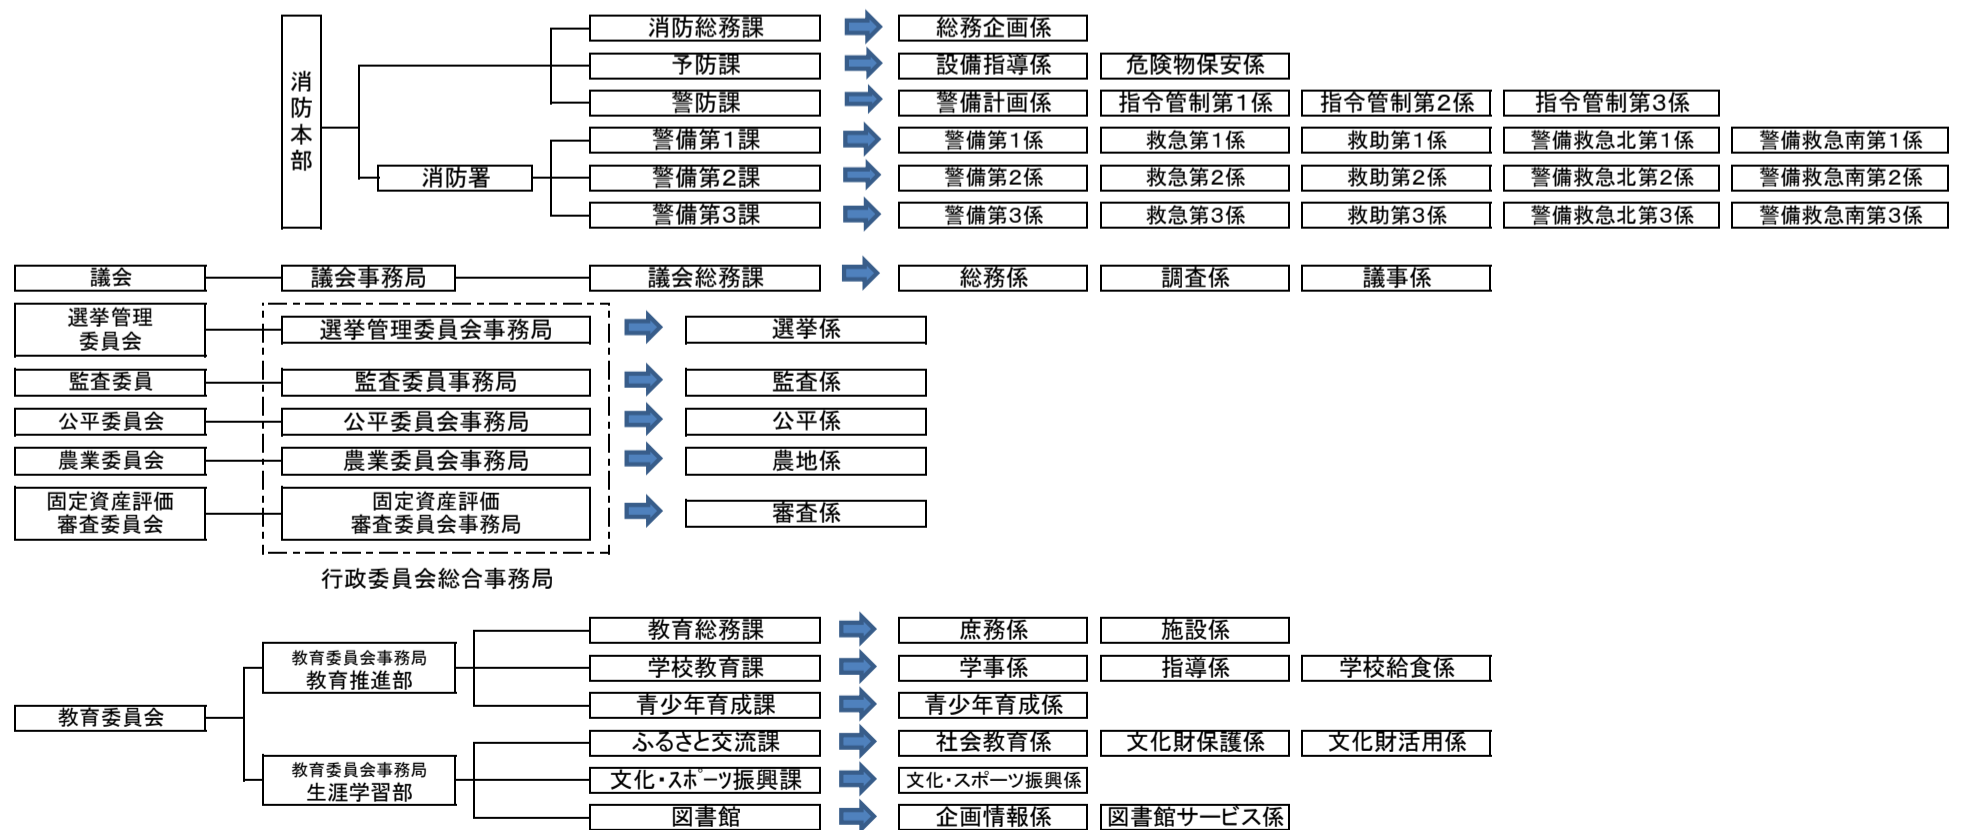 消防本部
消防総務課 総務企画係
予防課 設備指導係 危険物保安係
警防課 警備計画係 指令管制第1係 指令管制第2係 指令管制第3係
警備第1課 警備第1係 救急第1係 救助第1係 警備救急北第1係 警備救急南第1係
消防署 警備第2課 警備第2係 救急第2係 救助第2係 警備救急北第2係 警備救急南第2係
警備第3課 警備第3係 救急第3係 救助第3係 警備救急北第3係 警備救急南第3係
議会 議会事務局 議会総務課 総務係 調査係 議事係
選挙管理
委員会
選挙管理委員会事務局 選挙係
監査委員 監査委員事務局 監査係
公平委員会 公平委員会事務局 公平係
農業委員会 農業委員会事務局 農地係
固定資産評価
審査委員会
固定資産評価
審査委員会事務局
審査係
行政委員会総合事務局
教育委員会
教育委員会事務局
教育推進部
教育総務課 庶務係 施設係
学校教育課 学事係 指導係 学校給食係
青少年育成課 青少年育成係
教育委員会事務局
生涯学習部
ふるさと交流課 社会教育係 文化財保護係 文化財活用係
文化・ｽﾎﾟｰﾂ振興課 文化・スポーツ振興係
図書館 企画情報係 図書館サービス係